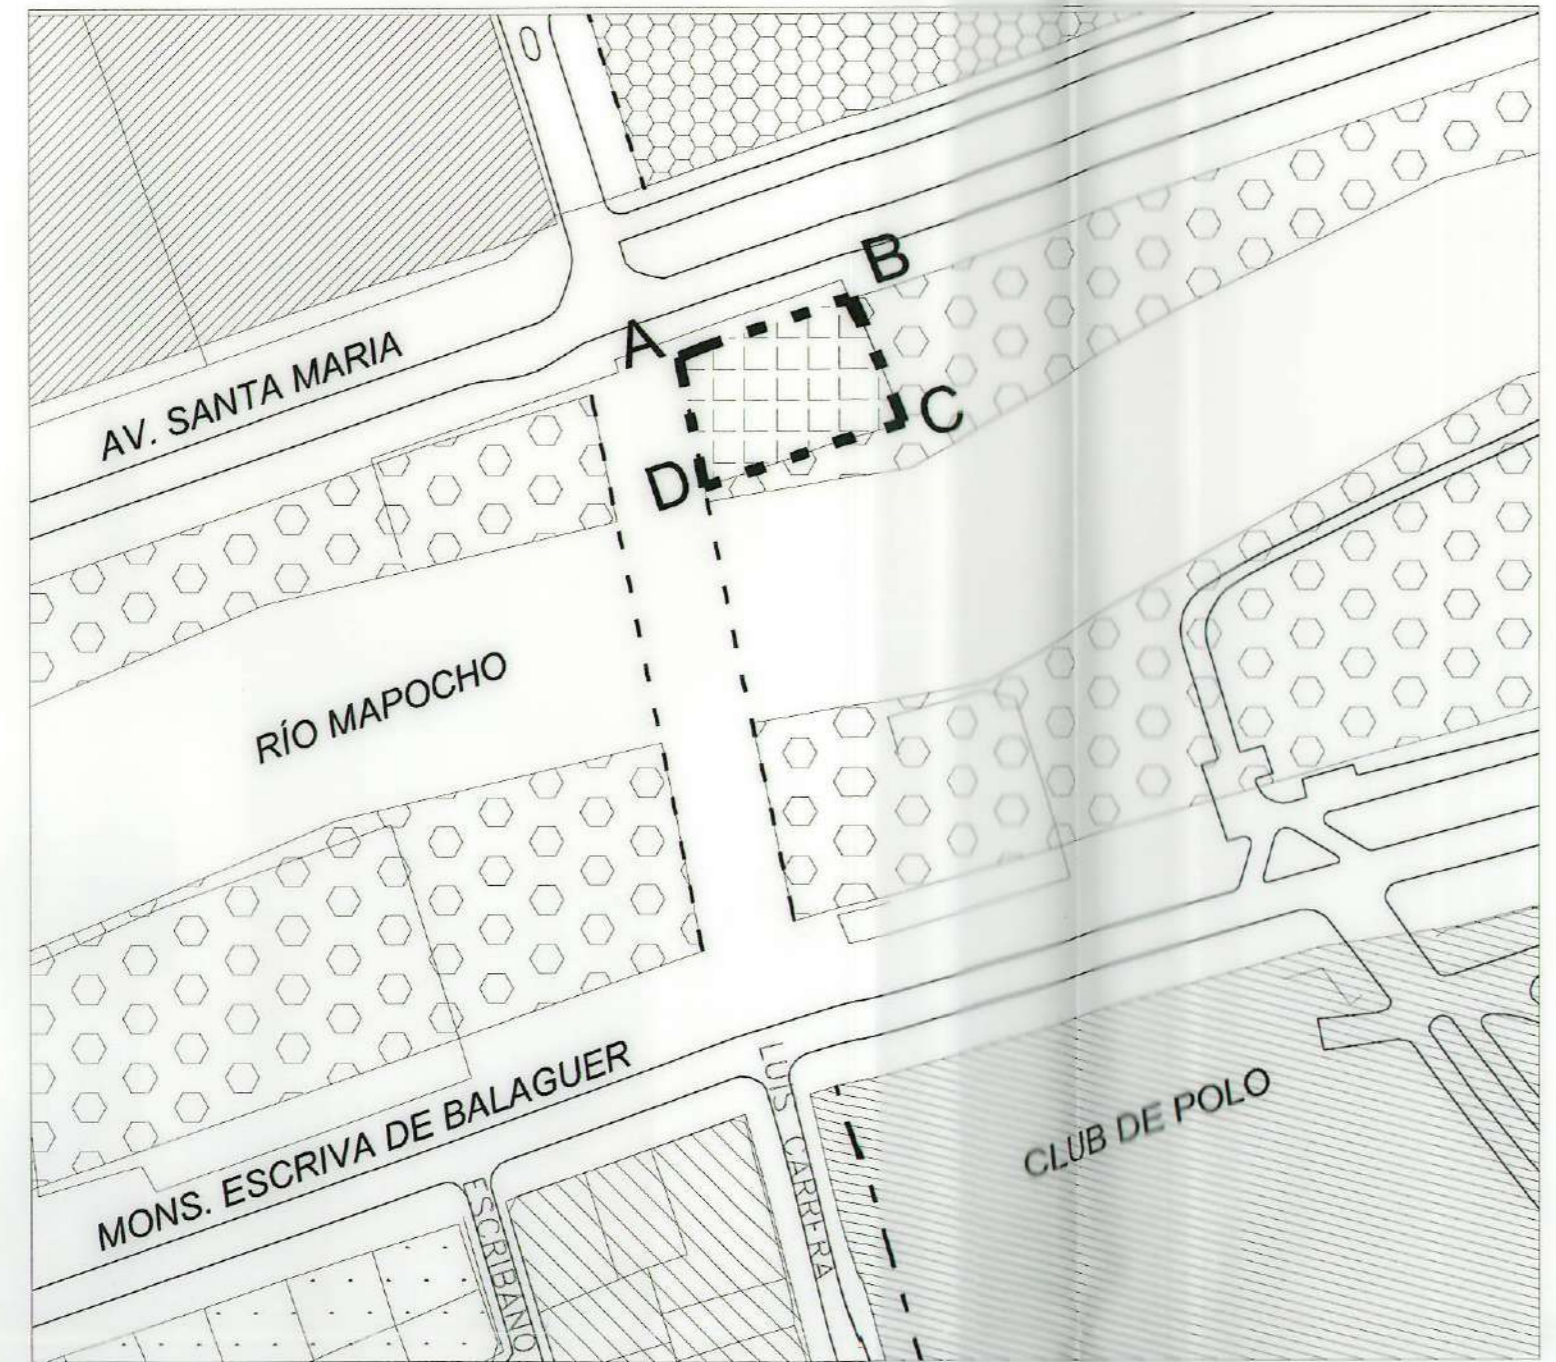 B
A
AV. SANTA MARIA
C
D
RÍO MAPOCHO
MONS. ESCRIVA DE BALAGUER
LUIS CARRERA
CLUB DE POLO
ESCRIBANO